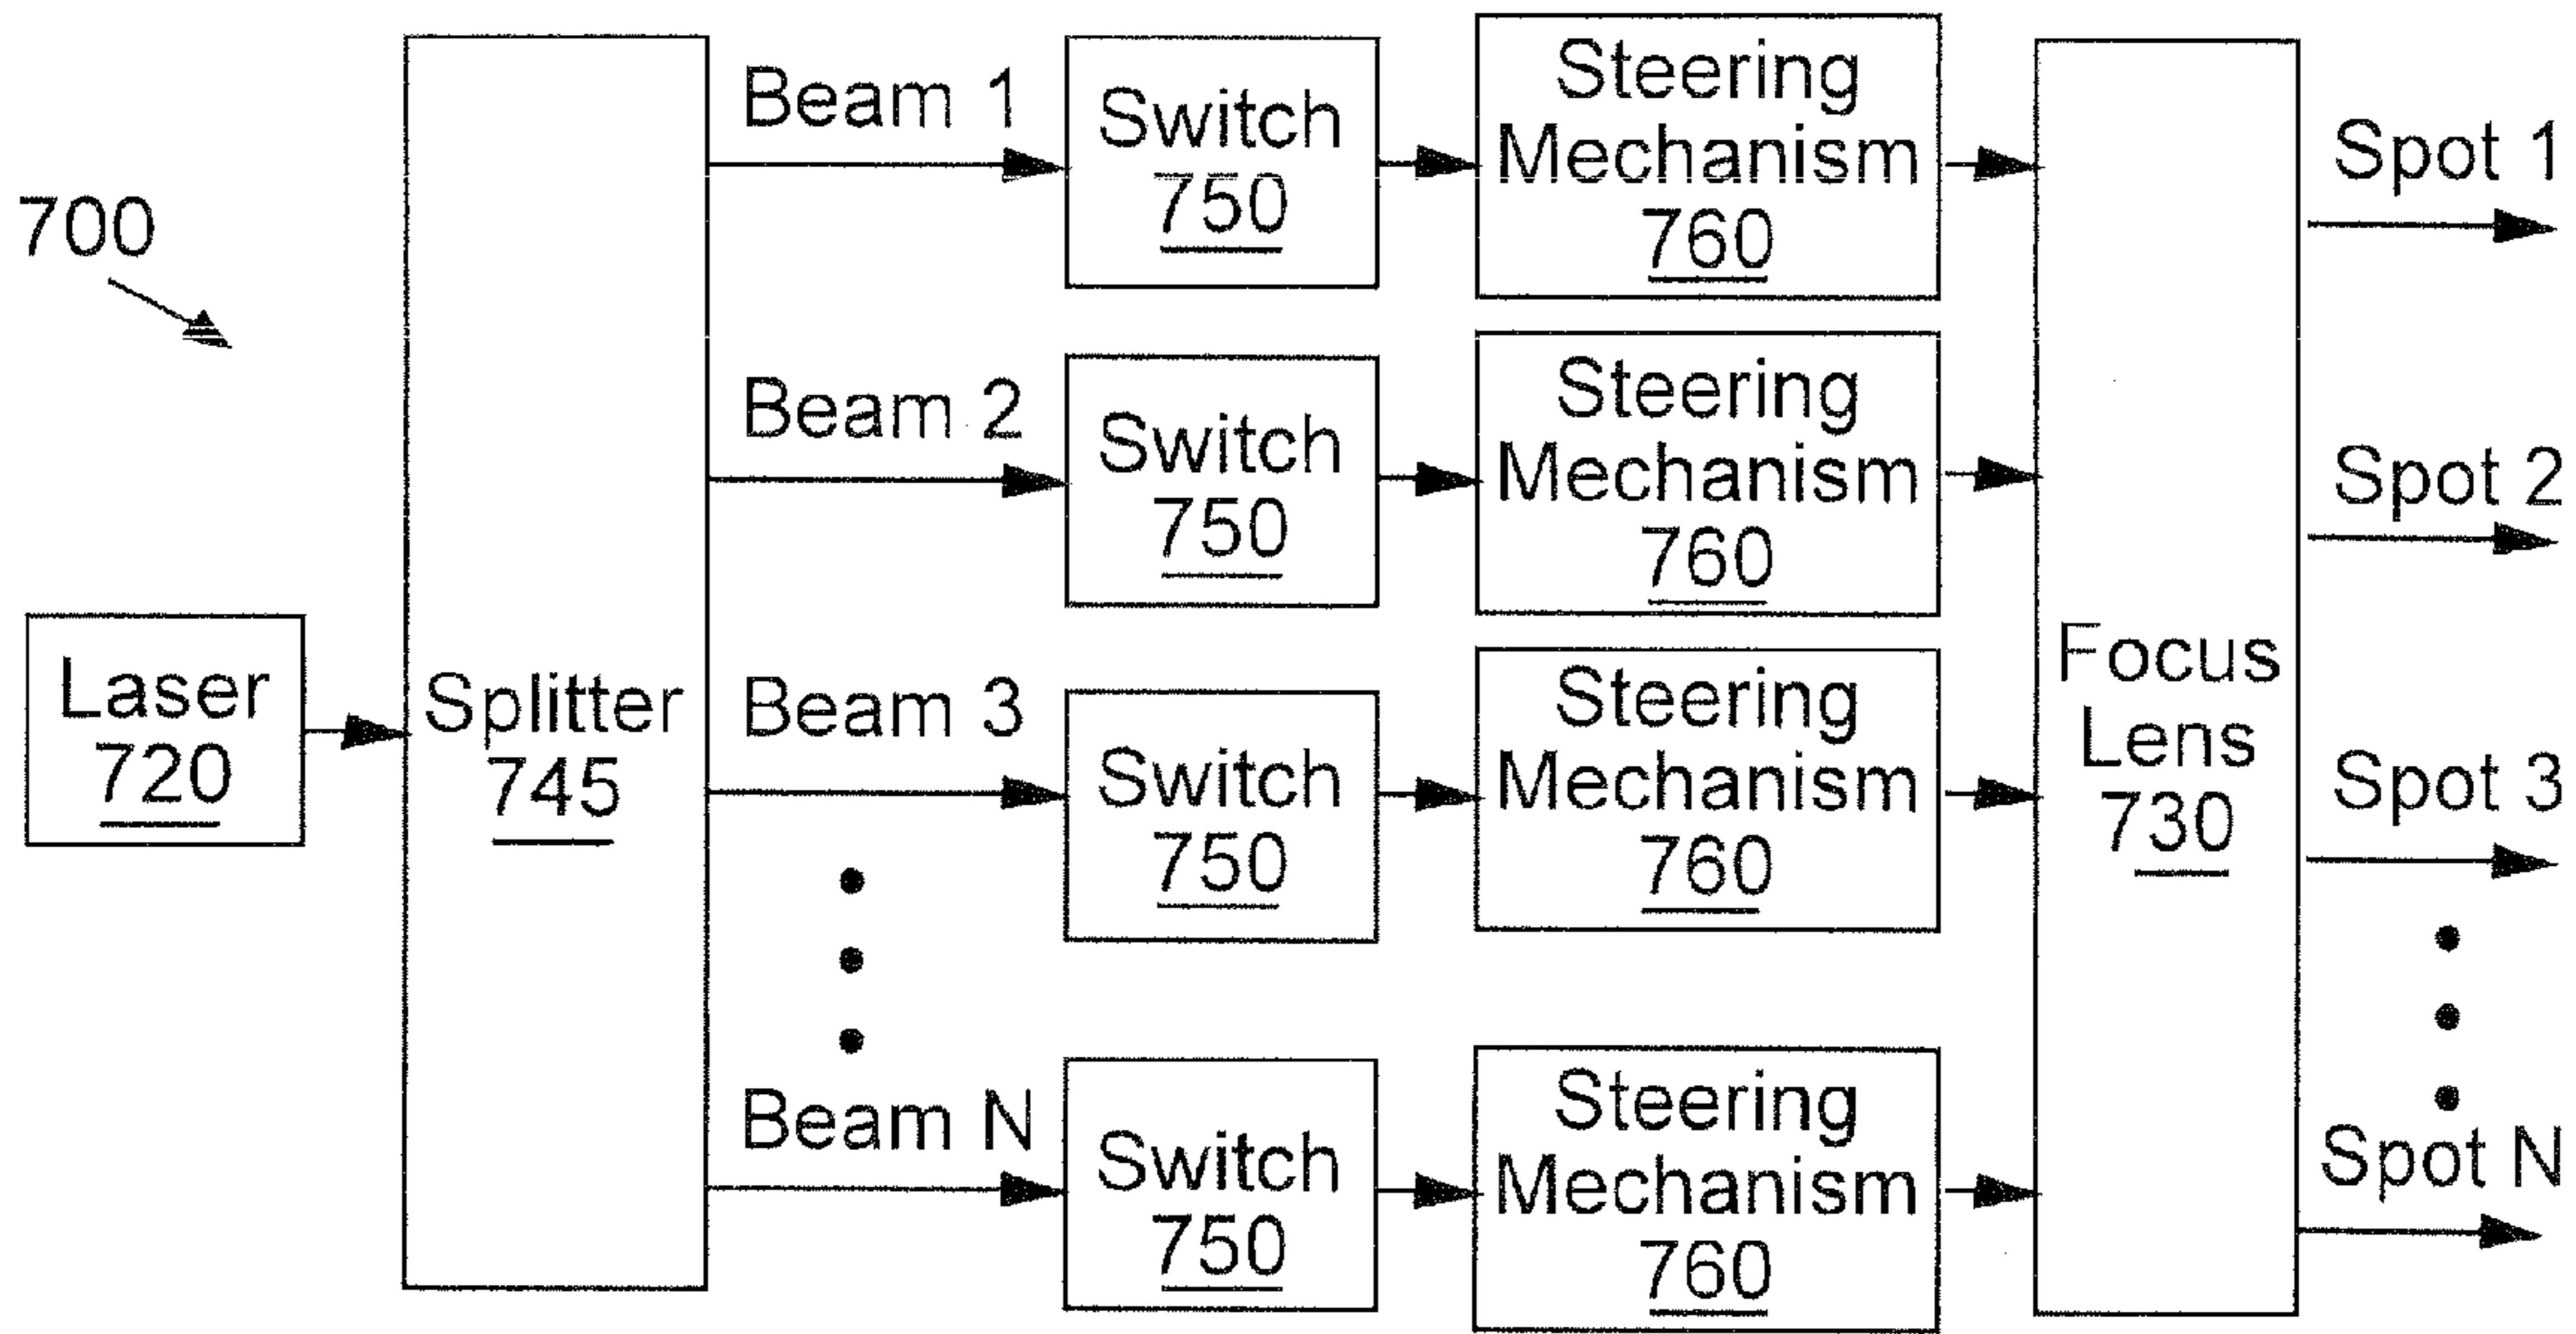 700
Laser
720
Splitter
745
Beam 1
Switch
750
Steering
Mechanism
760
Beam 2
Switch
750
Steering
Mechanism
760
Beam 3
Switch
750
Steering
Mechanism
760
Beam N
Switch
750
Steering
Mechanism
760
Focus
Lens
730
Spot 1
Spot 2
Spot 3
Spot N